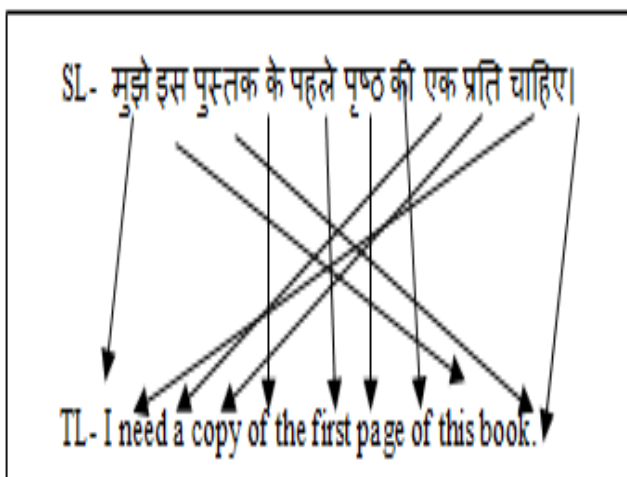 SL- मुझे इस पुस्तक के पहले पृष्ठ की एक प्रति चाहिए।
TL- I need a copy of the first page of this book.